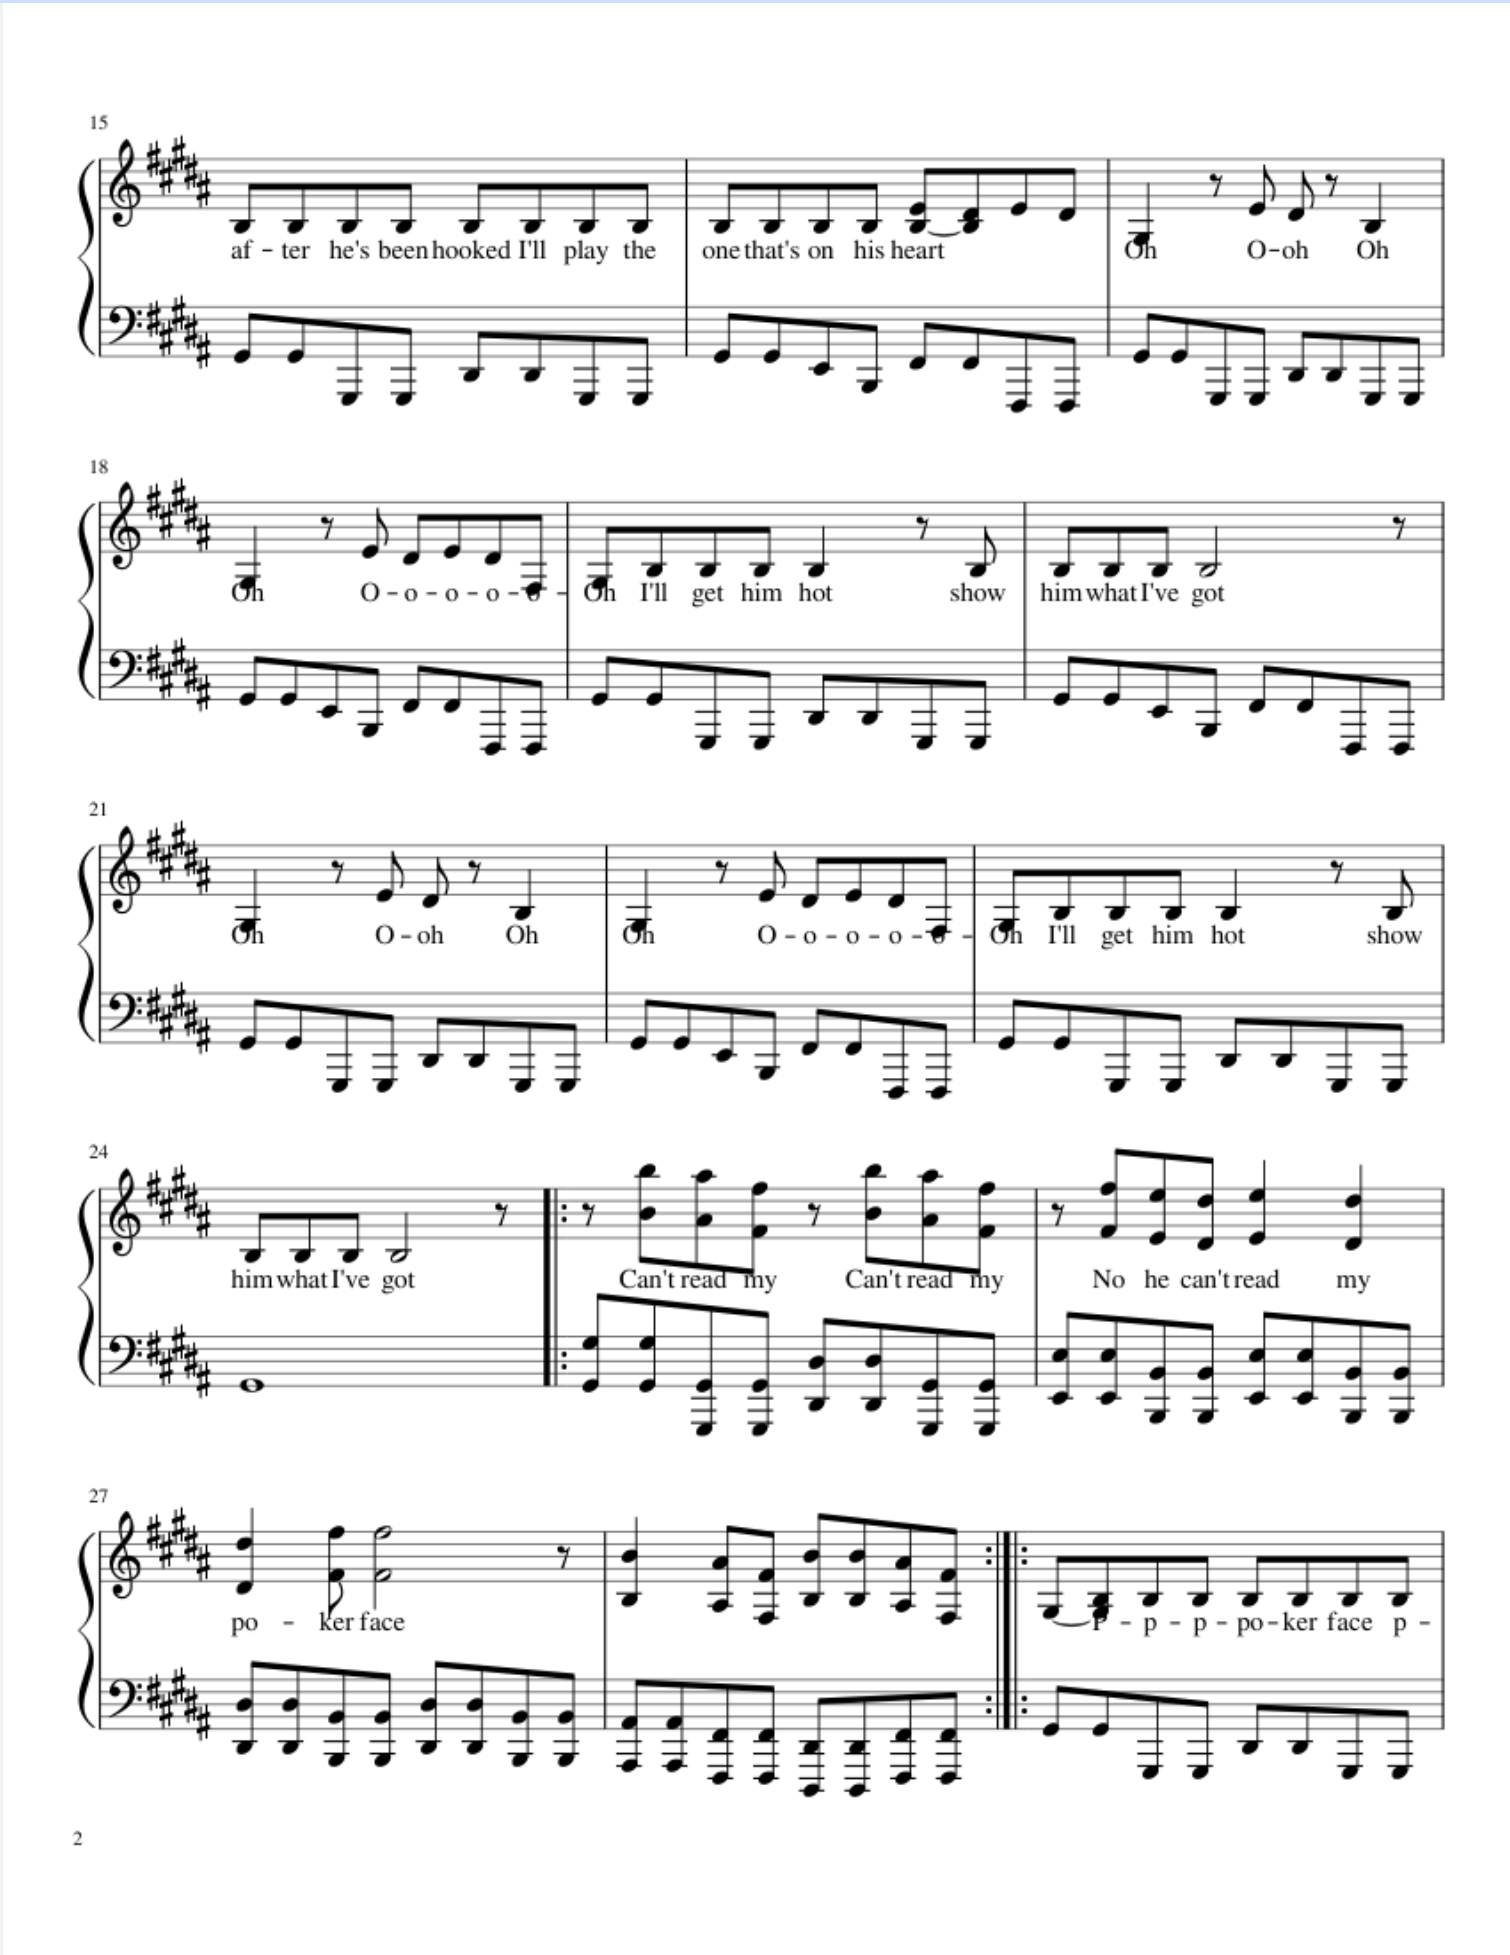 15
af - ter he's been hooked I'll play the one that's on his heart Oh O - oh Oh
18
Oh O - o - o - o - o - Oh I'll get him hot show him what I've got
21
Oh O - oh Oh Oh O - o - o - o - o - Oh I'll get him hot show
24
him what I've got Can't read my Can't read my No he can't read my
27
po - ker face P - p - p - po - ker face p -
2